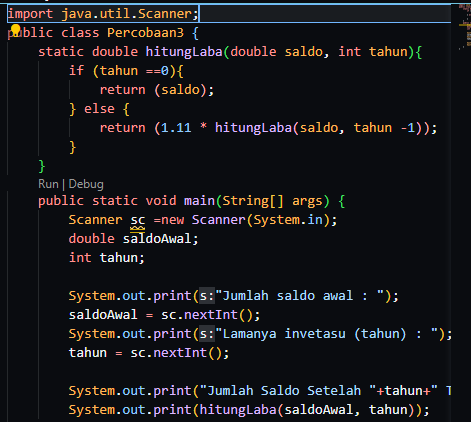 import java.util.Scanner;
public class Percobaan3 {
static double hitungLaba(double saldo, int tahun){
if (tahun ==0){
return (saldo);
} else {
return (1.11 * hitungLaba(saldo, tahun -1));
}
}
Run | Debug
public static void main(String[] args) {
Scanner sc =new Scanner(System.in);
double saldoAwal;
int tahun;
System.out.print(s:"Jumlah saldo awal : ");
saldoAwal = sc.nextInt();
System.out.print(s:"Lamanya invetasu (tahun) : ");
tahun = sc.nextInt();
System.out.print("Jumlah Saldo Setelah "+tahun+" T
System.out.print(hitungLaba(saldoAwal, tahun));